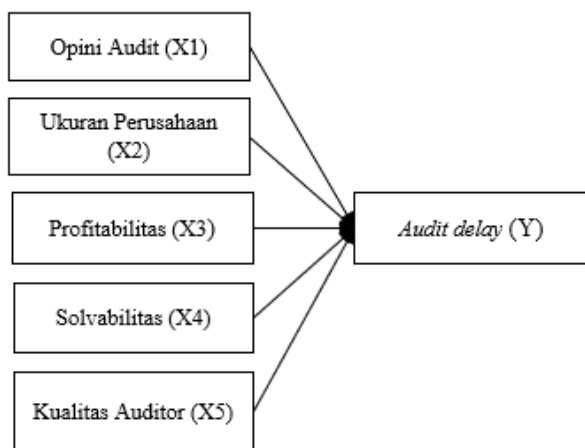 Opini Audit (X1)
Ukuran Perusahaan
(X2)
Profitabilitas (X3)
Audit delay (Y)
Solvabilitas (X4)
Kualitas Auditor (X5)